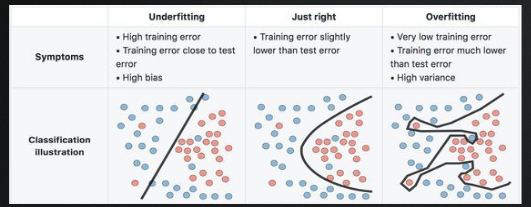 Underfitting Just right Overfitting
Symptoms
• High training error
• Training error close to test
error
• High bias
• Training error slightly
lower than test error
• Very low training error
• Training error much lower
than test error
• High variance
Classification
illustration